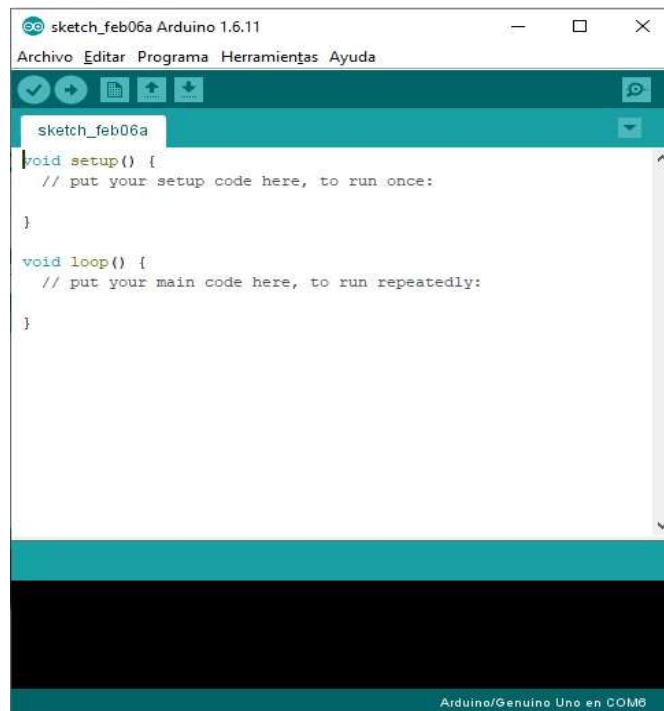 sketch_feb06a Arduino 1.6.11
Archivo Editar Programa Herramientas Ayuda
sketch_feb06a
void setup() {
  // put your setup code here, to run once:
}
void loop() {
  // put your main code here, to run repeatedly:
}
Arduino/Genuino Uno en COM6